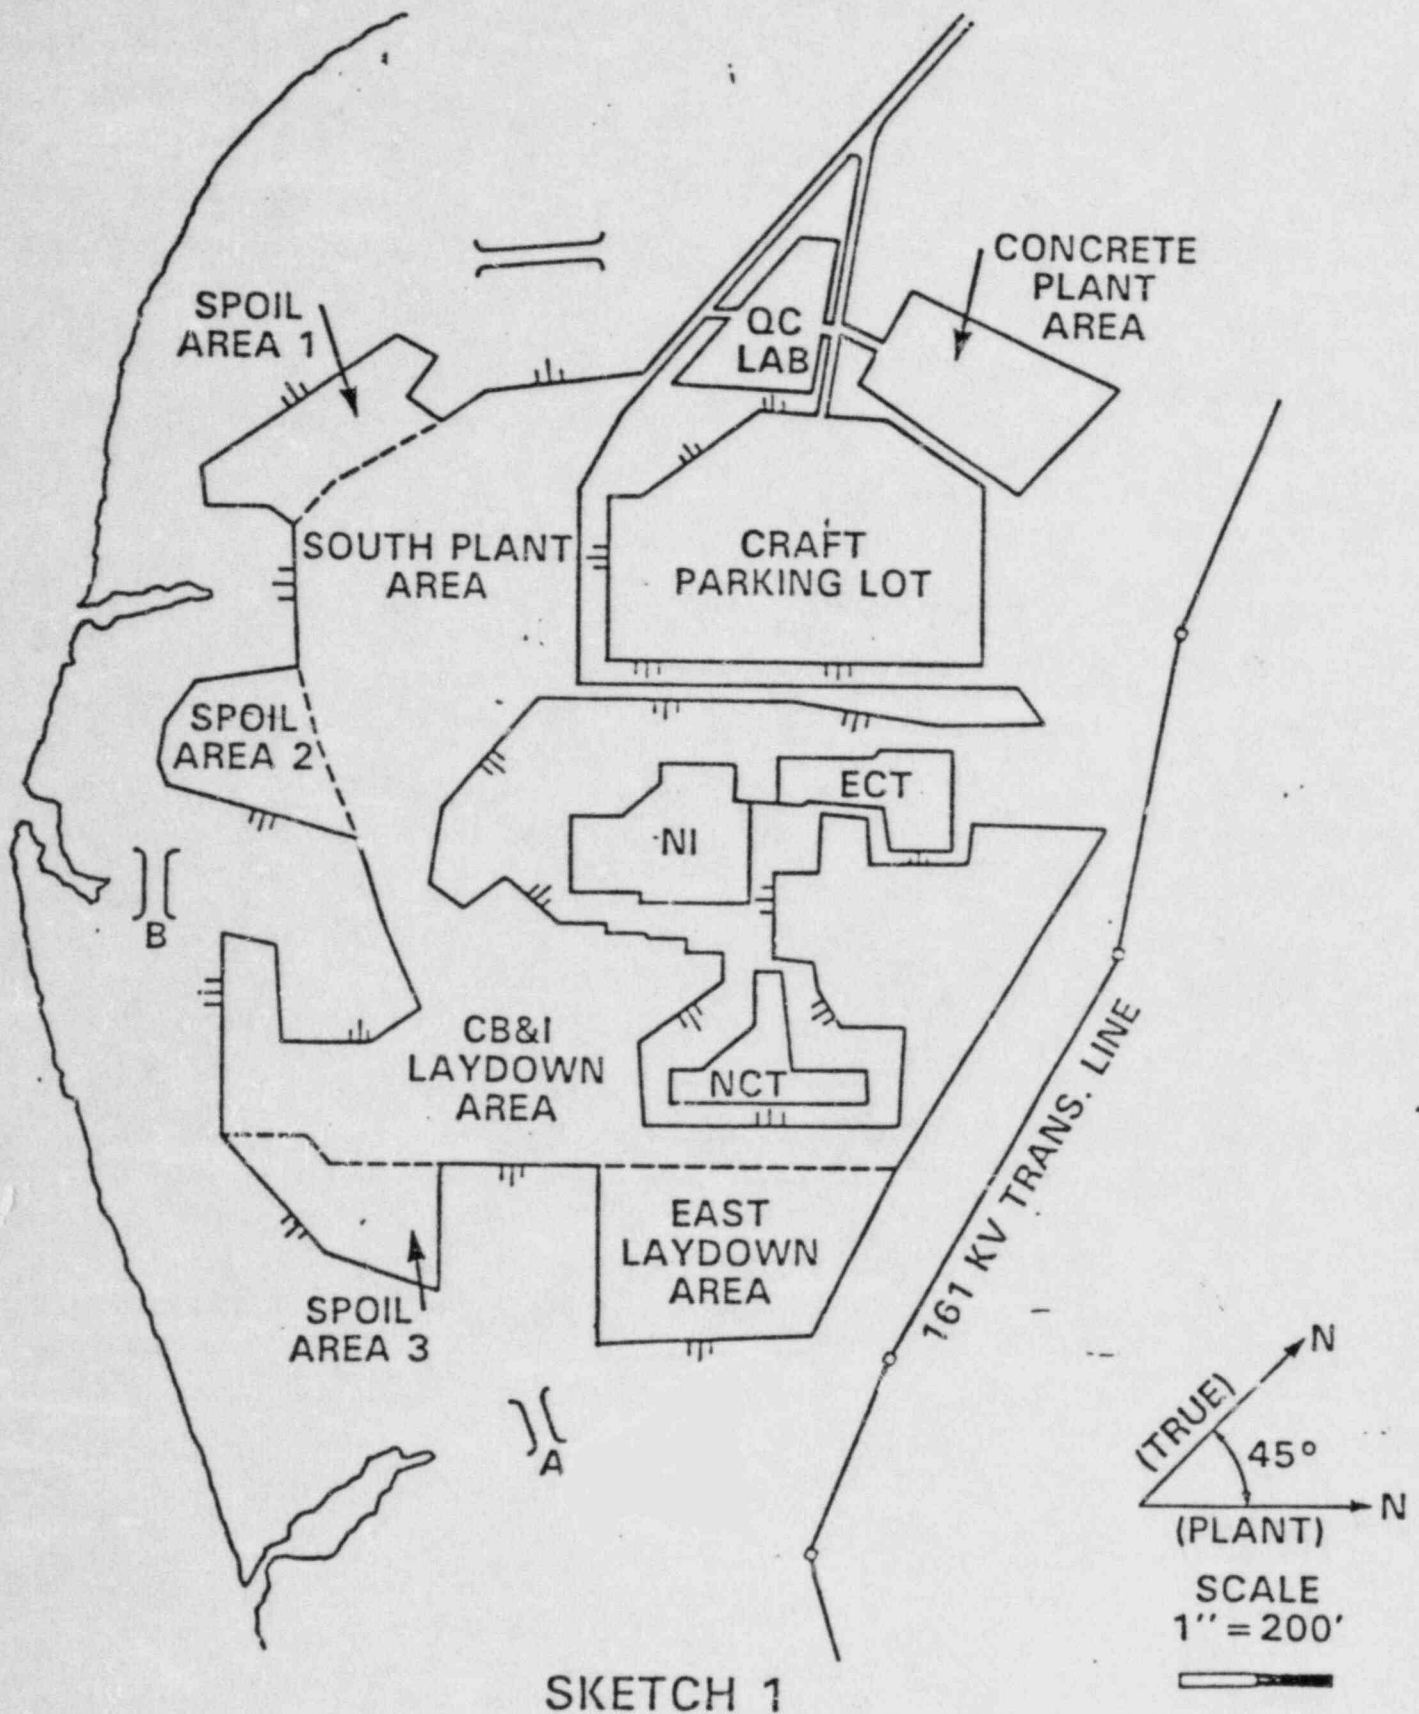 CONCRETE
PLANT
AREA
SPOIL
AREA 1
QC
LAB
SOUTH PLANT
AREA
CRAFT
PARKING LOT
SPOIL
AREA 2
ECT
NI
B
CB&I
LAYDOWN
AREA
NCT
161 KV TRANS. LINE
EAST
LAYDOWN
AREA
SPOIL
AREA 3
A
N
(TRUE)
45°
N
(PLANT)
SCALE
1'' = 200'
SKETCH 1